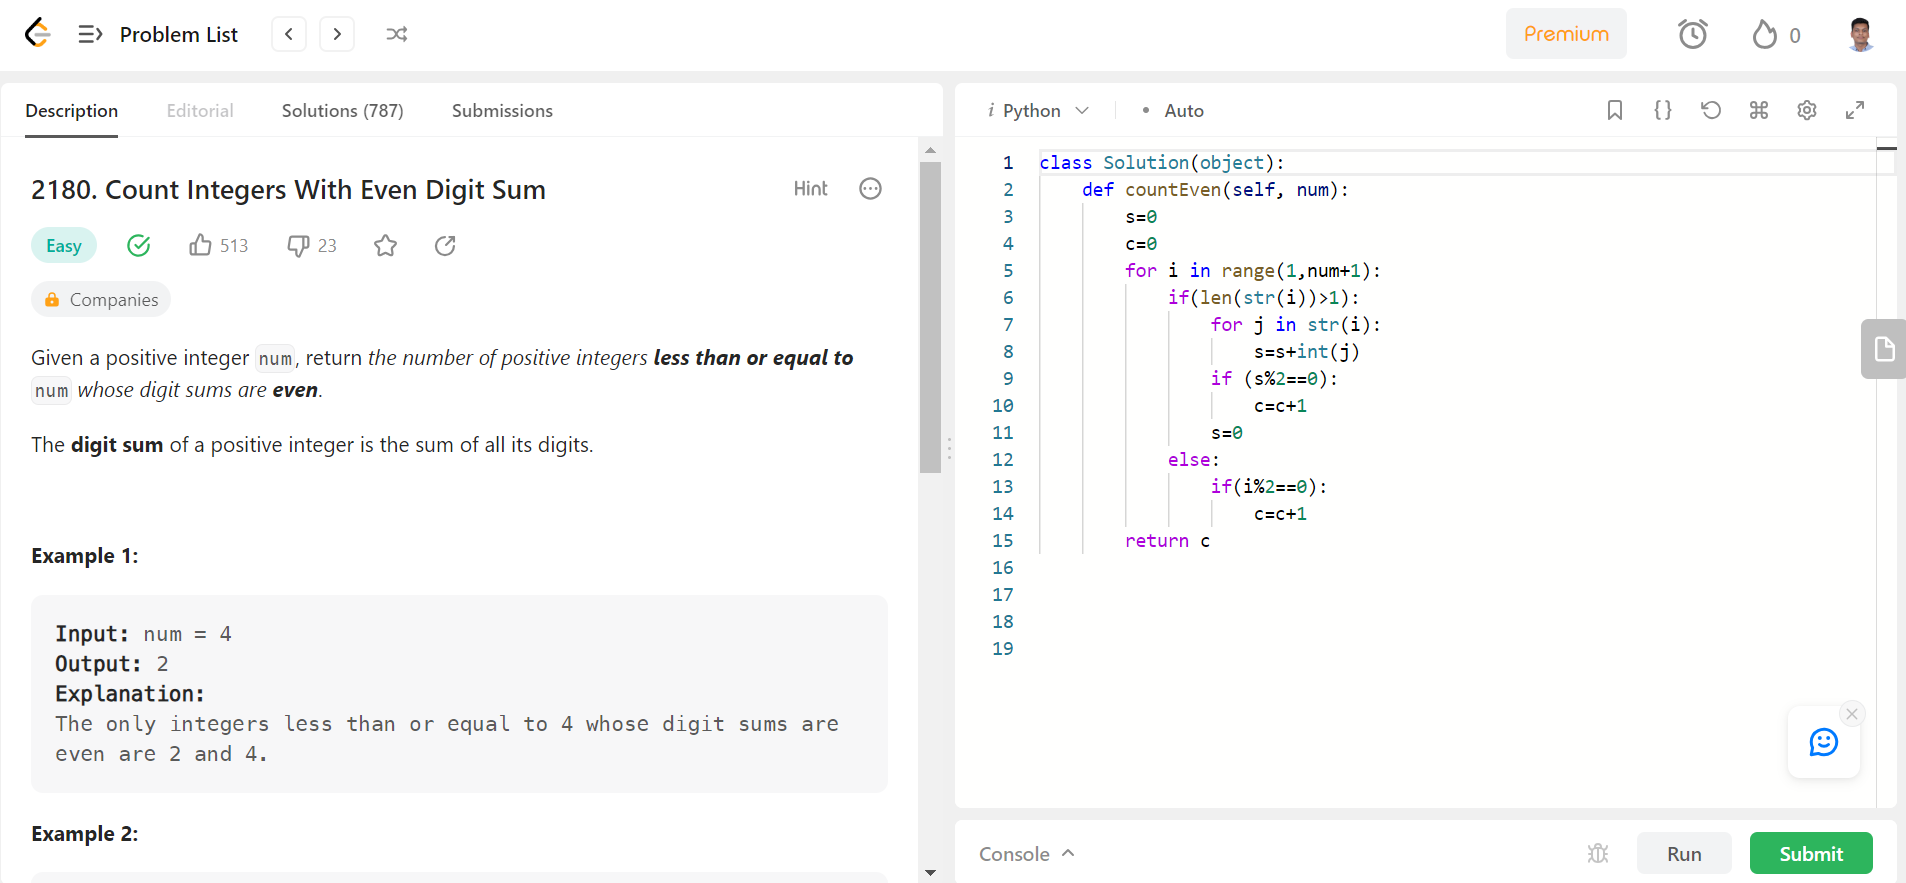 Problem List
Premium
0
Description Editorial Solutions (787) Submissions
2180. Count Integers With Even Digit Sum
Hint
Easy 513 23
Companies
Given a positive integer num, return the number of positive integers less than or equal to
num whose digit sums are even.
The digit sum of a positive integer is the sum of all its digits.
Example 1:
Input: num = 4
Output: 2
Explanation:
The only integers less than or equal to 4 whose digit sums are
even are 2 and 4.
Example 2:
i Python • Auto
{}
1 class Solution(object):
2     def countEven(self, num):
3         s=0
4         c=0
5         for i in range(1,num+1):
6             if(len(str(i))>1):
7                 for j in str(i):
8                     s=s+int(j)
9                 if (s%2==0):
10                     c=c+1
11                 s=0
12             else:
13                 if(i%2==0):
14                     c=c+1
15         return c
16
17
18
19
Console
Run
Submit